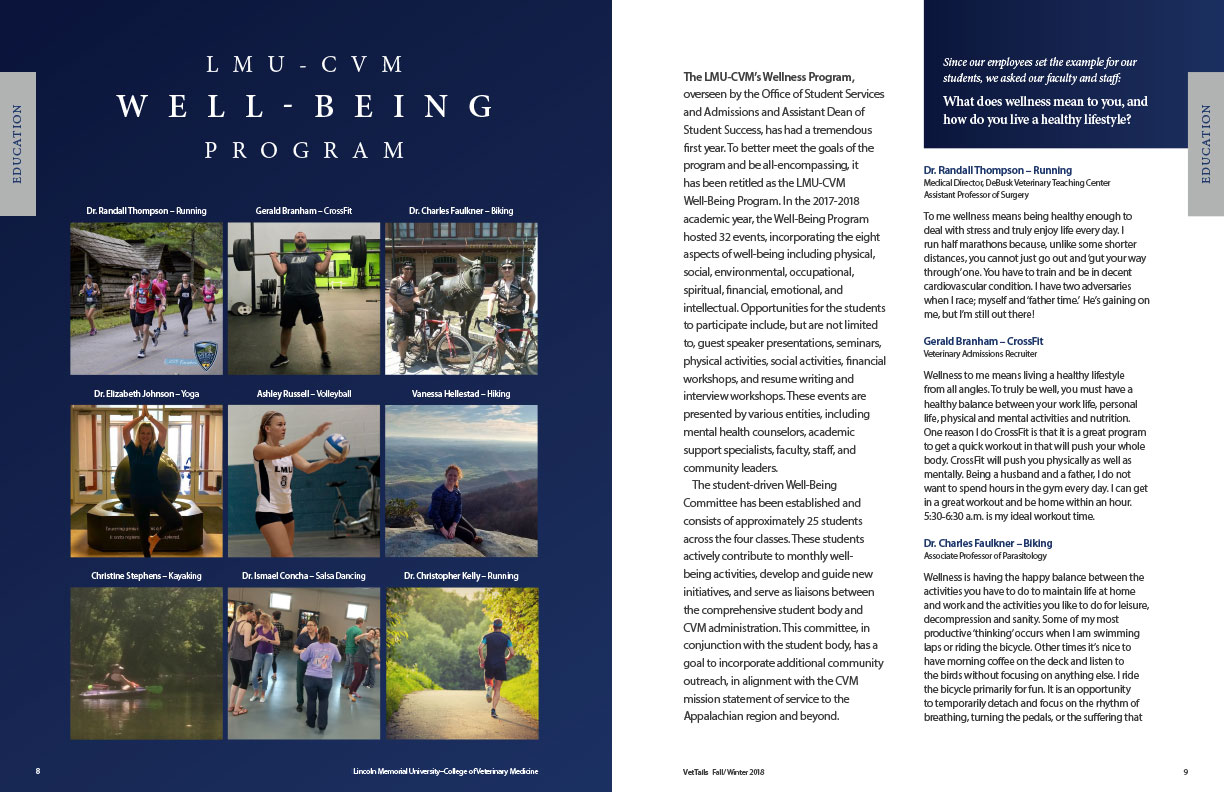 LMU-CVM
WELL-BEING
PROGRAM
EDUCATION
Dr. Randall Thompson – Running
Gerald Branham – CrossFit
Dr. Charles Faulkner – Biking
LMU
Dr. Elizabeth Johnson – Yoga
Ashley Russell – Volleyball
Vanessa Hellestad – Hiking
LMU
Christine Stephens – Kayaking
Dr. Ismael Concha – Salsa Dancing
Dr. Christopher Kelly – Running
8
Lincoln Memorial University–College of Veterinary Medicine
The LMU-CVM's Wellness Program,
overseen by the Office of Student Services
and Admissions and Assistant Dean of
Student Success, has had a tremendous
first year. To better meet the goals of the
program and be all-encompassing, it
has been retitled as the LMU-CVM
Well-Being Program. In the 2017-2018
academic year, the Well-Being Program
hosted 32 events, incorporating the eight
aspects of well-being including physical,
social, environmental, occupational,
spiritual, financial, emotional, and
intellectual. Opportunities for the students
to participate include, but are not limited
to, guest speaker presentations, seminars,
physical activities, social activities, financial
workshops, and resume writing and
interview workshops. These events are
presented by various entities, including
mental health counselors, academic
support specialists, faculty, staff, and
community leaders.
The student-driven Well-Being
Committee has been established and
consists of approximately 25 students
across the four classes. These students
actively contribute to monthly well-
being activities, develop and guide new
initiatives, and serve as liaisons between
the comprehensive student body and
CVM administration. This committee, in
conjunction with the student body, has a
goal to incorporate additional community
outreach, in alignment with the CVM
mission statement of service to the
Appalachian region and beyond.
Since our employees set the example for our
students, we asked our faculty and staff:
What does wellness mean to you, and
how do you live a healthy lifestyle?
EDUCATION
Dr. Randall Thompson – Running
Medical Director, DeBusk Veterinary Teaching Center
Assistant Professor of Surgery
To me wellness means being healthy enough to
deal with stress and truly enjoy life every day. I
run half marathons because, unlike some shorter
distances, you cannot just go out and 'gut your way
through' one. You have to train and be in decent
cardiovascular condition. I have two adversaries
when I race; myself and 'father time.' He's gaining on
me, but I'm still out there!
Gerald Branham – CrossFit
Veterinary Admissions Recruiter
Wellness to me means living a healthy lifestyle
from all angles. To truly be well, you must have a
healthy balance between your work life, personal
life, physical and mental activities and nutrition.
One reason I do CrossFit is that it is a great program
to get a quick workout in that will push your whole
body. CrossFit will push you physically as well as
mentally. Being a husband and a father, I do not
want to spend hours in the gym every day. I can get
in a great workout and be home within an hour.
5:30-6:30 a.m. is my ideal workout time.
Dr. Charles Faulkner – Biking
Associate Professor of Parasitology
Wellness is having the happy balance between the
activities you have to do to maintain life at home
and work and the activities you like to do for leisure,
decompression and sanity. Some of my most
productive 'thinking' occurs when I am swimming
laps or riding the bicycle. Other times it's nice to
have morning coffee on the deck and listen to
the birds without focusing on anything else. I ride
the bicycle primarily for fun. It is an opportunity
to temporarily detach and focus on the rhythm of
breathing, turning the pedals, or the suffering that
VetTails Fall/Winter 2018
9